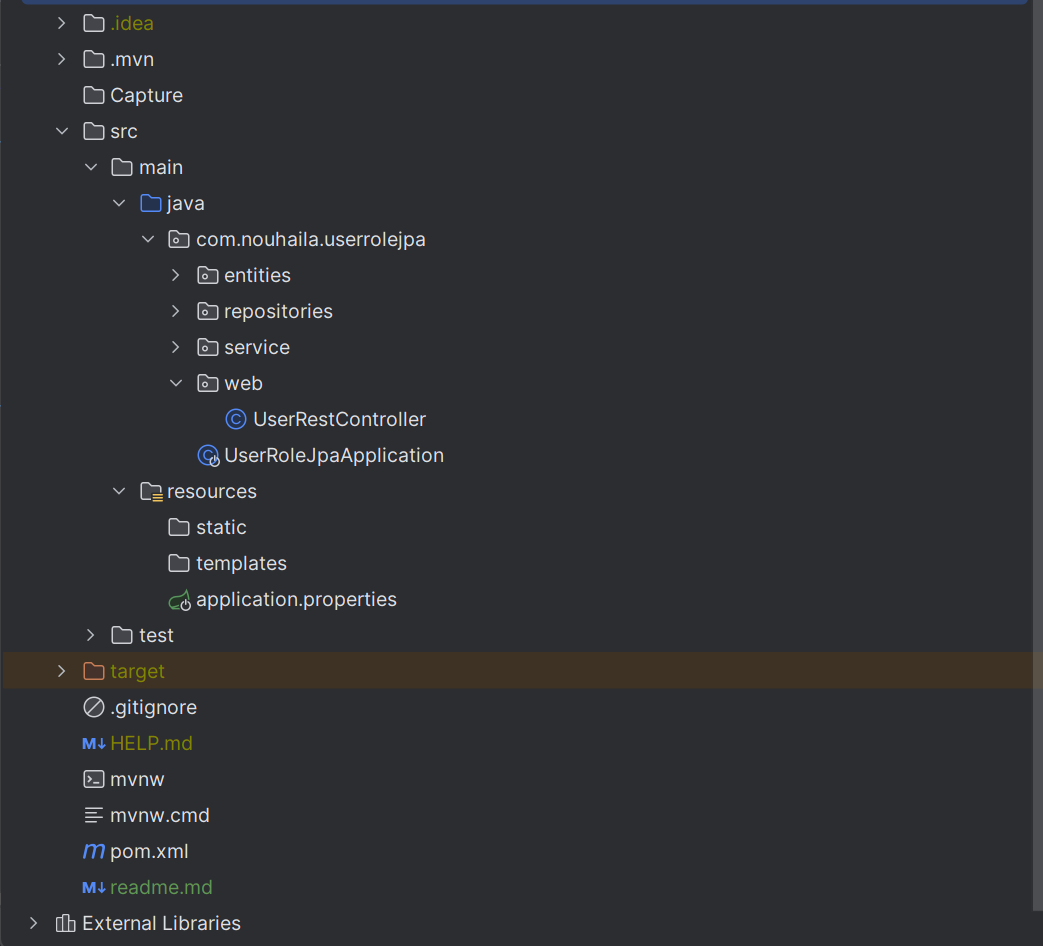 .idea
.mvn
Capture
src
main
java
com.nouhaila.userrolejpa
entities
repositories
service
web
UserRestController
UserRoleJpaApplication
resources
static
templates
application.properties
test
target
.gitignore
HELP.md
mvnw
mvnw.cmd
pom.xml
readme.md
External Libraries